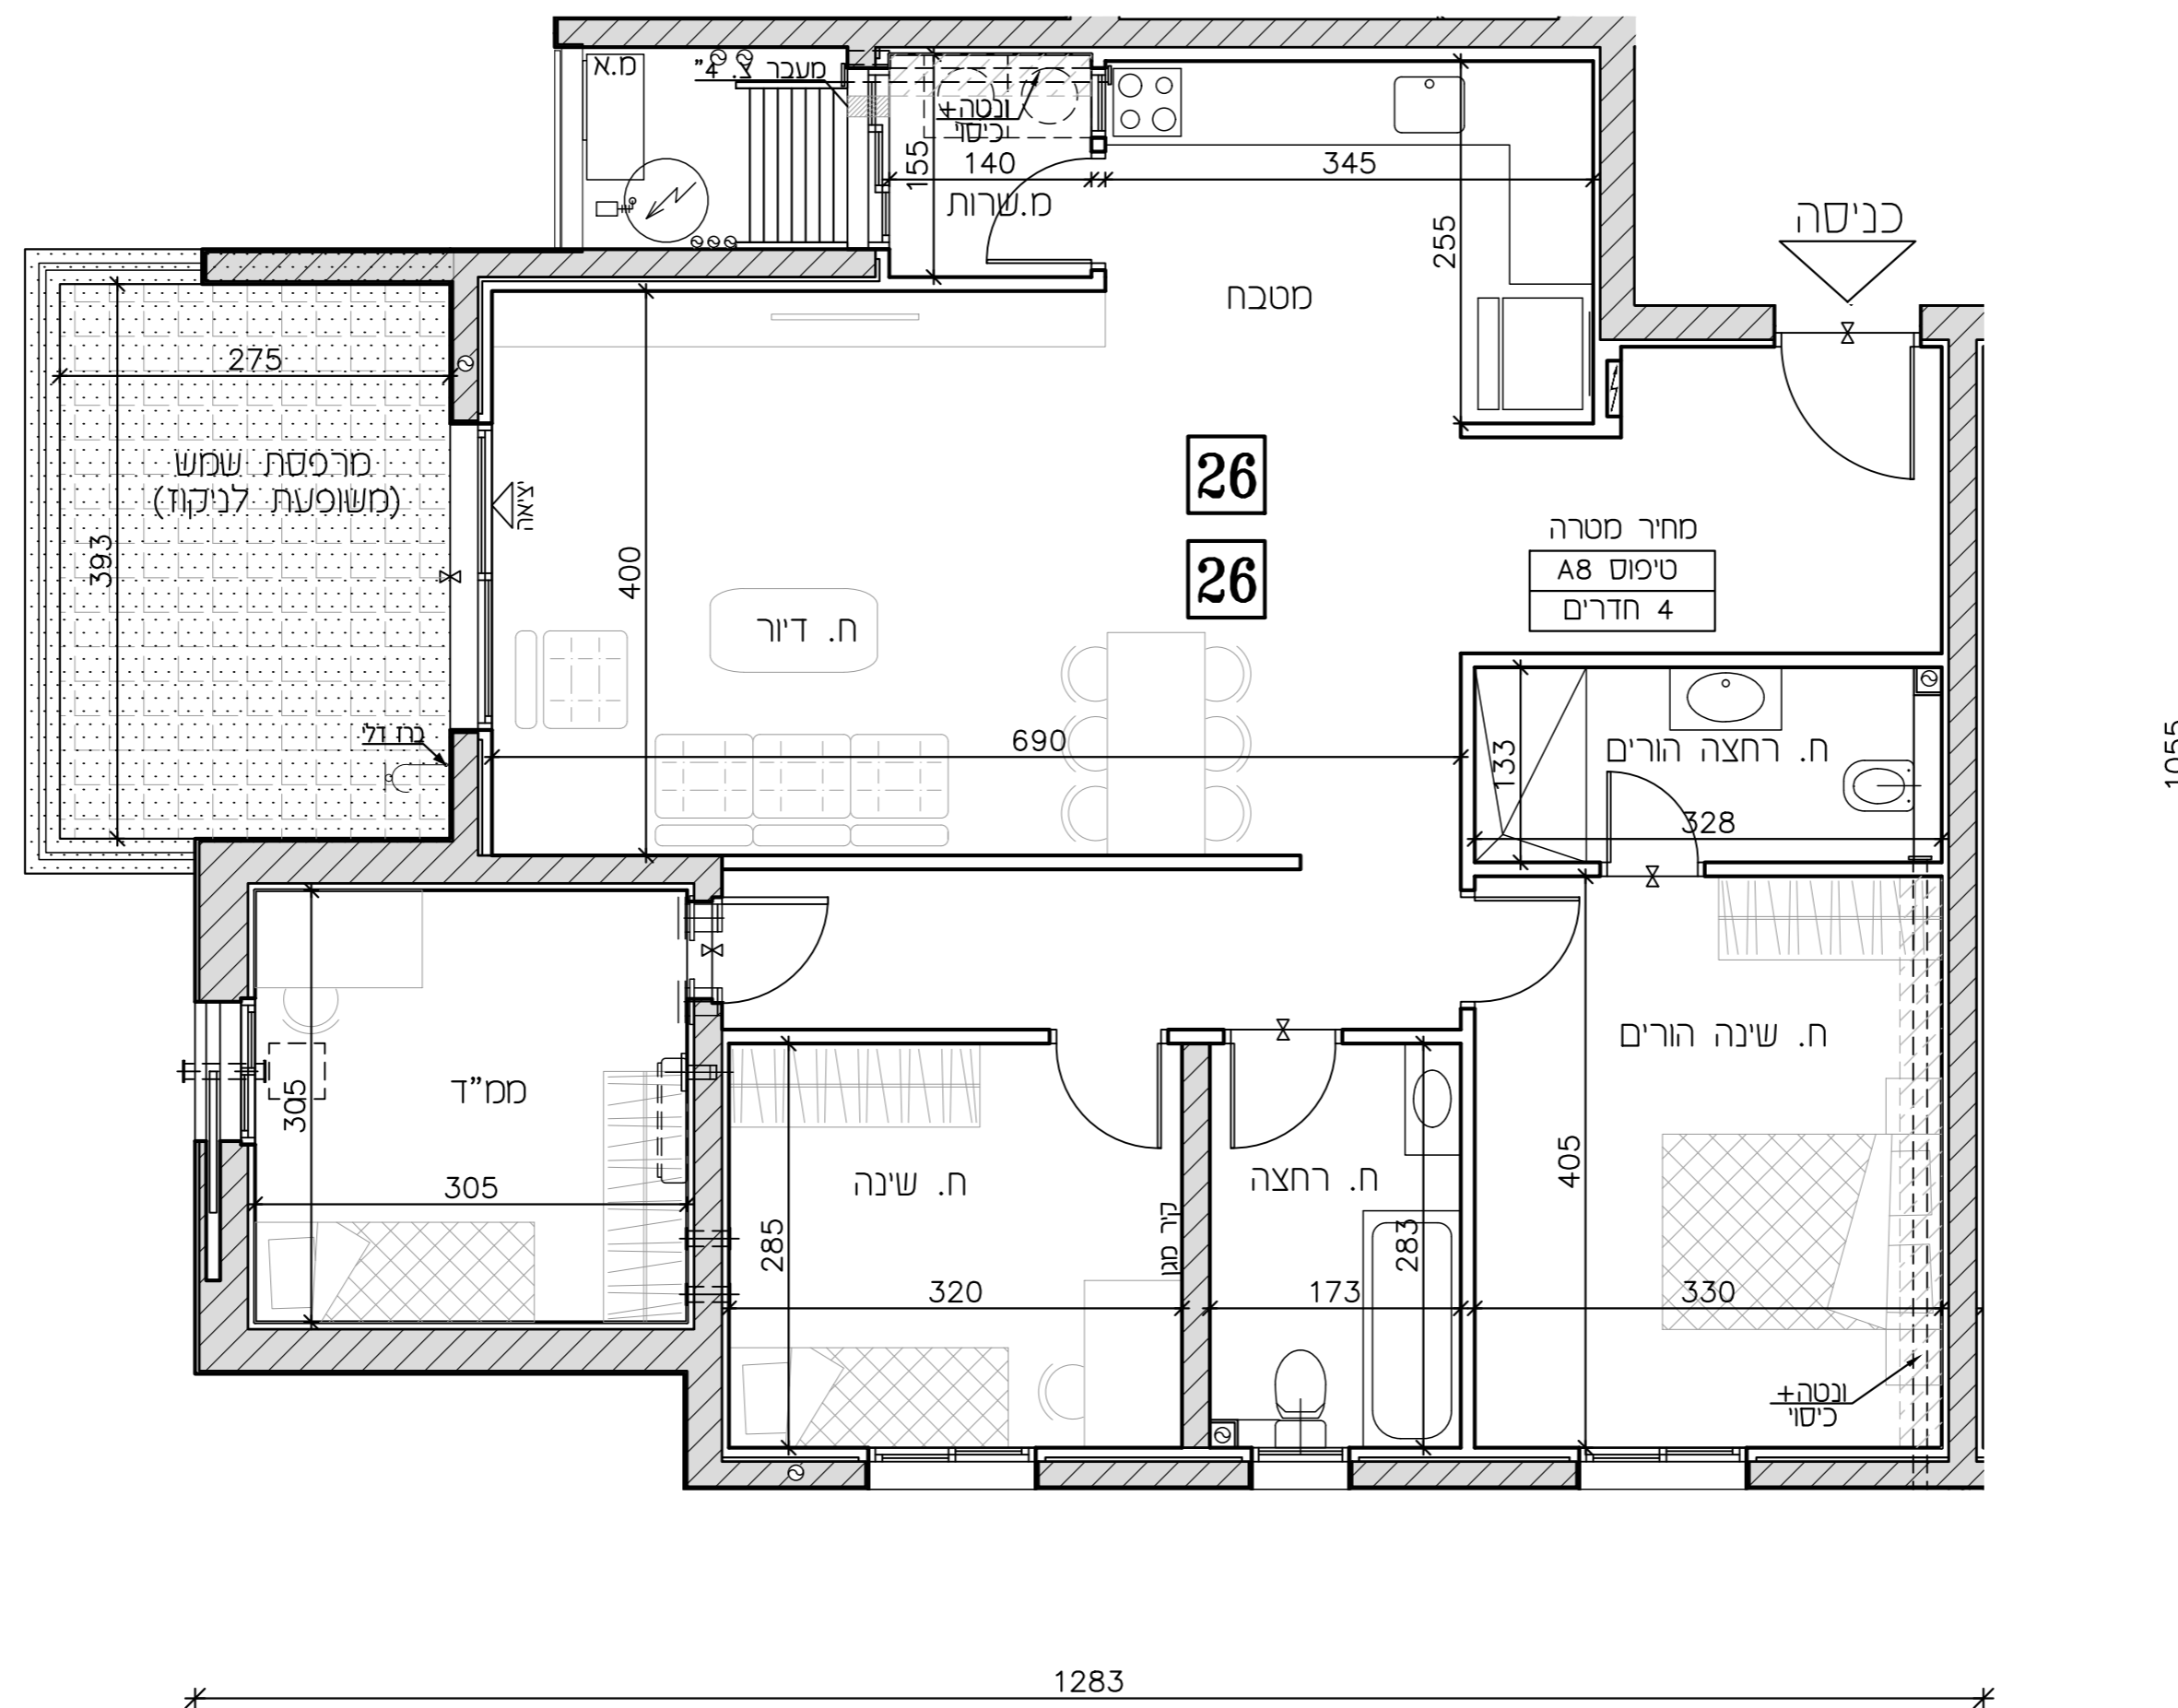 מ.א
מעבר צ. 4"
ונטה+
כיסוי
155
140
345
מ.שרות
255
כניסה
מטבח
275
מרפסת שמש
(משופעת לניקוז)
יציאה
393
400
26
26
מחיר מטרה
טיפוס A8
4 חדרים
ח. דיור
ברז דלי
690
133
ח. רחצה הורים
328
1055
ממ"ד
305
305
ח. שינה
285
320
קיר מגן
ח. רחצה
283
173
ח. שינה הורים
405
330
ונטה+
כיסוי
1283